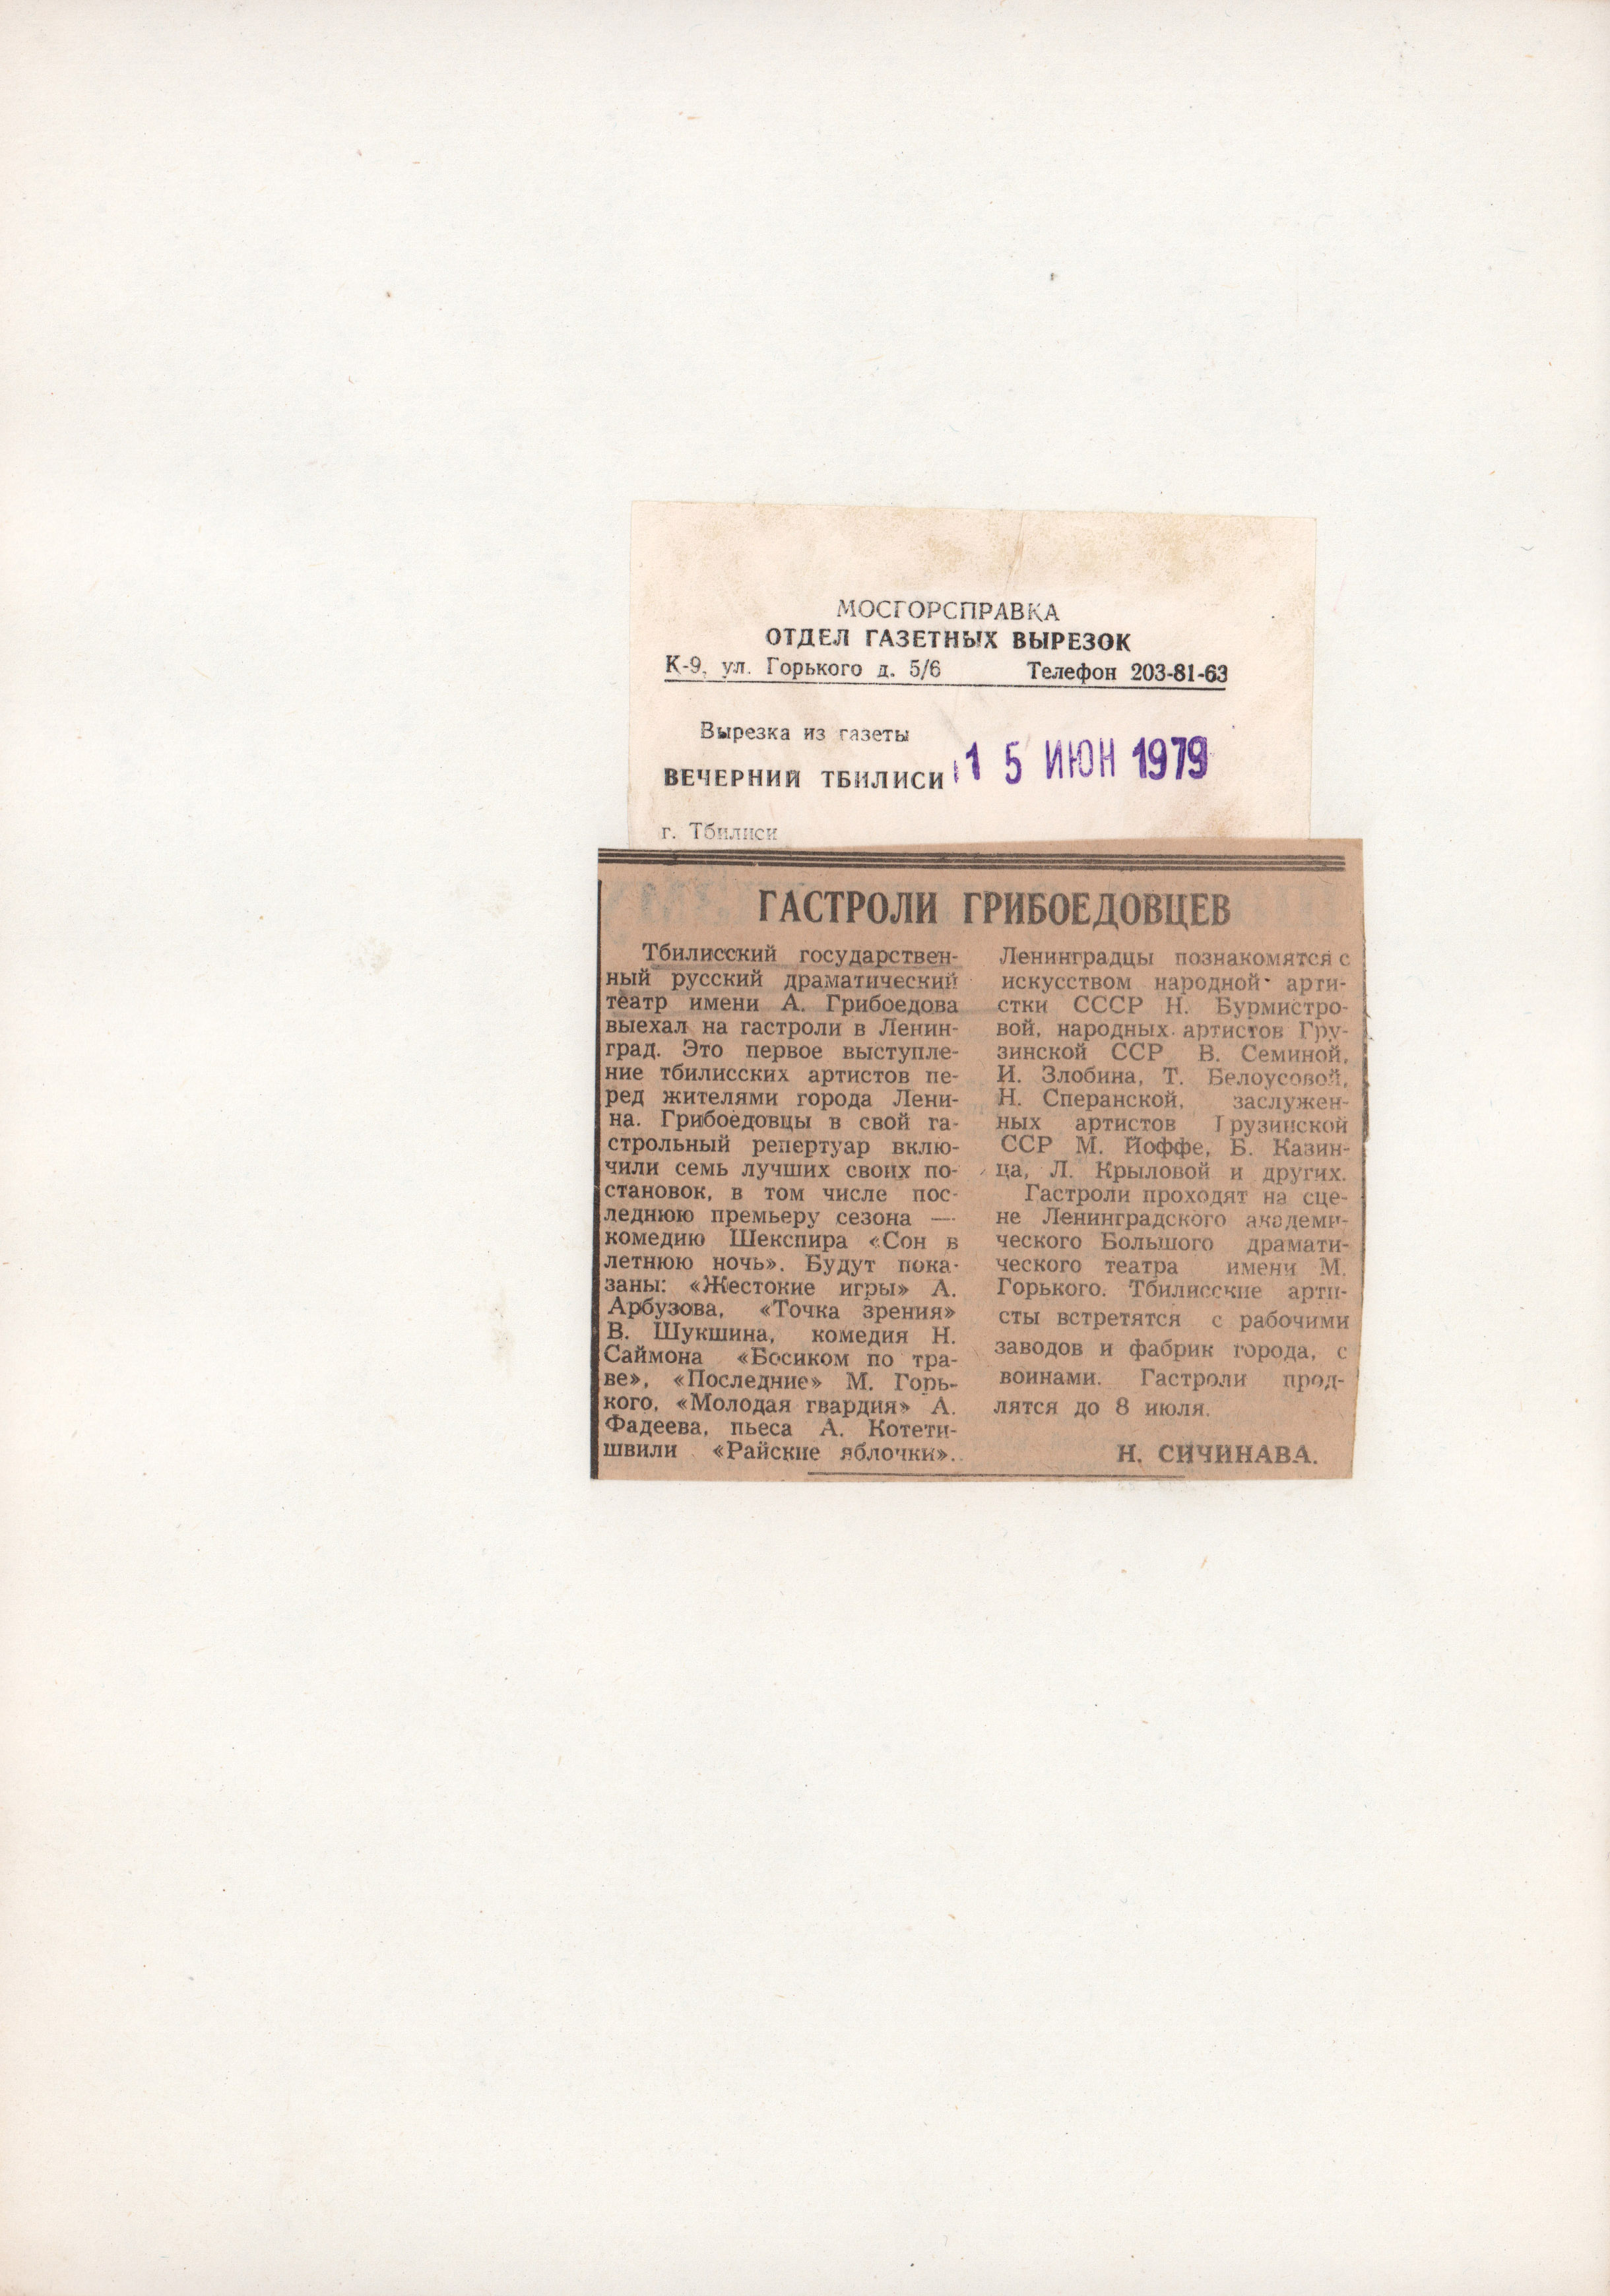 МОСГОРСПРАВКА
ОТДЕЛ ГАЗЕТНЫХ ВЫРЕЗОК
К-9, ул. Горького д. 5/6 Телефон 203-81-63
Вырезка из газеты
ВЕЧЕРНИЙ ТБИЛИСИ
15 ИЮН 1979
г. Тбилиси
ГАСТРОЛИ ГРИБОЕДОВЦЕВ
Тбилисский государствен-
ный русский драматический
театр имени А. Грибоедова
выехал на гастроли в Ленин-
град. Это первое выступле-
ние тбилисских артистов пе-
ред жителями города Лени-
на. Грибоедовцы в свой га-
строльный репертуар вклю-
чили семь лучших своих по-
становок, в том числе пос-
леднюю премьеру сезона —
комедию Шекспира «Сон в
летнюю ночь». Будут пока-
заны: «Жестокие игры» А.
Арбузова, «Точка зрения»
В. Шукшина, комедия Н.
Саймона «Босиком по тра-
ве», «Последние» М. Горь-
кого, «Молодая гвардия» А.
Фадеева, пьеса А. Котети-
швили «Райские яблочки».
Ленинградцы познакомятся с
искусством народной арти-
стки СССР Н. Бурмистро-
вой, народных артистов Гру-
зинской ССР В. Семиной,
И. Злобина, Т. Белоусовой,
Н. Сперанской, заслужен-
ных артистов Грузинской
ССР М. Йоффе, Б. Казин-
ца, Л. Крыловой и других.
Гастроли проходят на сце-
не Ленинградского академи-
ческого Большого драмати-
ческого театра имени М.
Горького. Тбилисские арти-
сты встретятся с рабочими
заводов и фабрик города, с
воинами. Гастроли прод-
лятся до 8 июля.
Н. СИЧИНАВА.